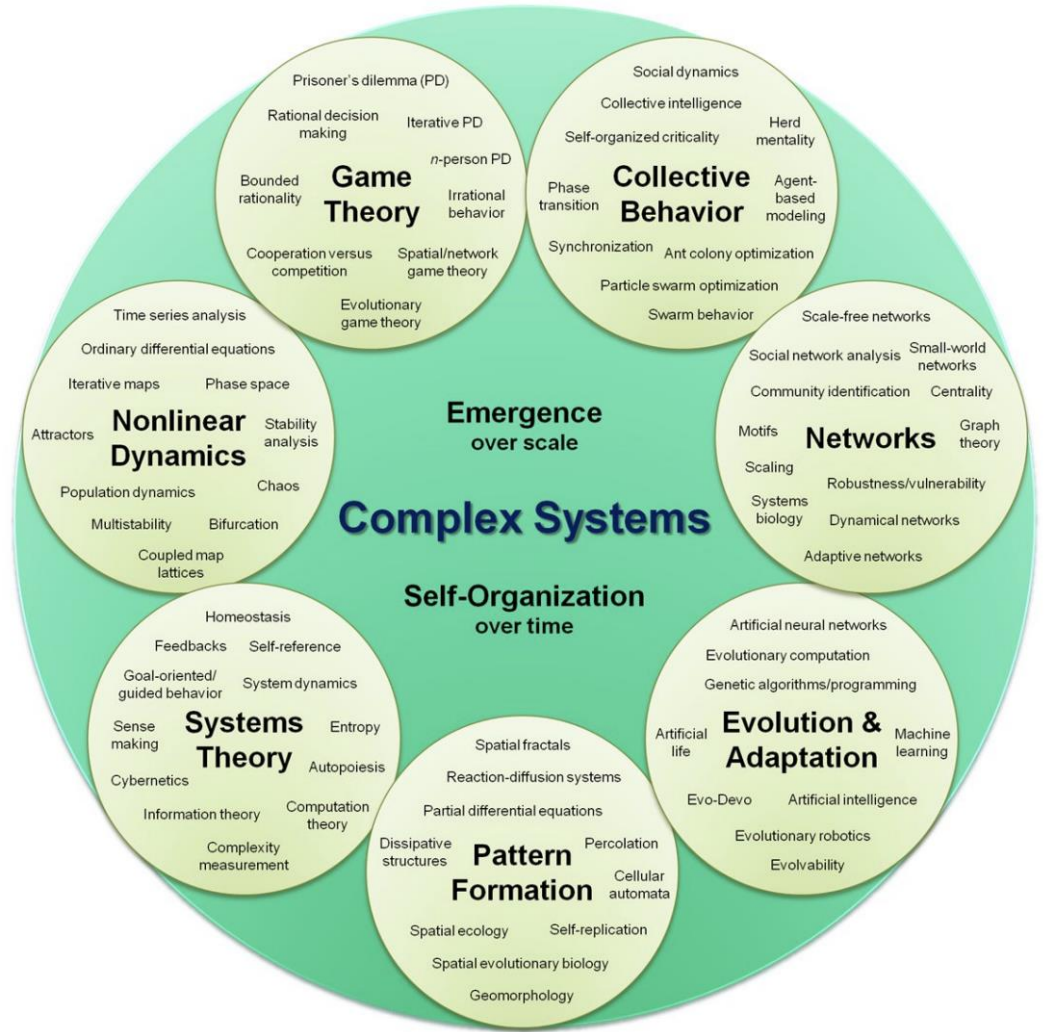 Prisoner's dilemma (PD)
Rational decision
making
Iterative PD
n-person PD
Game
Theory
Bounded
rationality
Irrational
behavior
Cooperation versus
competition
Spatial/network
game theory
Evolutionary
game theory
Social dynamics
Collective intelligence
Herd
mentality
Self-organized criticality
Collective
Behavior
Phase
transition
Agent-
based
modeling
Synchronization
Ant colony optimization
Particle swarm optimization
Swarm behavior
Time series analysis
Ordinary differential equations
Iterative maps
Phase space
Nonlinear
Dynamics
Attractors
Stability
analysis
Population dynamics
Chaos
Multistability
Bifurcation
Coupled map
lattices
Emergence
over scale
Complex Systems
Self-Organization
over time
Scale-free networks
Social network analysis
Small-world
networks
Community identification
Centrality
Motifs
Networks
Graph
theory
Scaling
Robustness/vulnerability
Systems
biology
Dynamical networks
Adaptive networks
Homeostasis
Feedbacks
Self-reference
Goal-oriented/
guided behavior
System dynamics
Sense
making
Systems
Theory
Entropy
Cybernetics
Autopoiesis
Information theory
Computation
theory
Complexity
measurement
Spatial fractals
Reaction-diffusion systems
Partial differential equations
Dissipative
structures
Percolation
Pattern
Formation
Cellular
automata
Spatial ecology
Self-replication
Spatial evolutionary biology
Geomorphology
Artificial neural networks
Evolutionary computation
Genetic algorithms/programming
Artificial
life
Evolution &
Adaptation
Machine
learning
Evo-Devo
Artificial intelligence
Evolutionary robotics
Evolvability